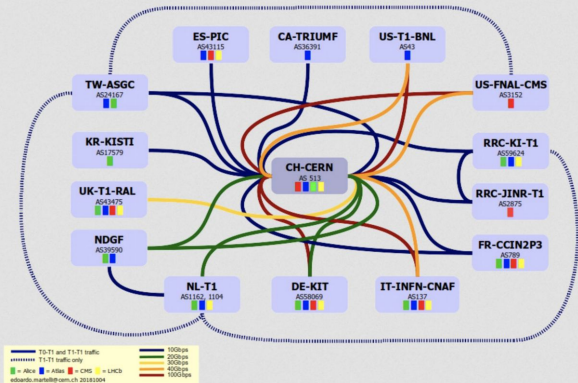 ES-PIC
AS43115
CA-TRIUMF
AS36391
US-T1-BNL
AS43
TW-ASGC
AS24167
US-FNAL-CMS
AS3152
KR-KISTI
AS17579
RRC-KI-T1
AS59624
CH-CERN
AS 513
UK-T1-RAL
AS43475
RRC-JINR-T1
AS2875
NDGF
AS39590
FR-CCIN2P3
AS789
NL-T1
AS1162, 1104
DE-KIT
AS58069
IT-INFN-CNAF
AS137
T0-T1 and T1-T1 traffic
T1-T1 traffic only
= Alice = Atlas = CMS = LHCb
edoardo.martelli@cern.ch 20181004
10Gbps
20Gbps
30Gbps
40Gbps
100Gbps